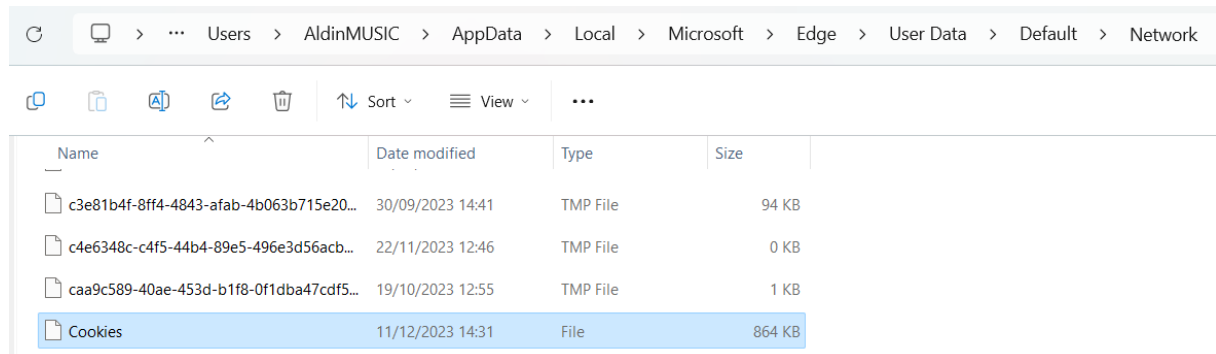 Users > AldinMUSIC > AppData > Local > Microsoft > Edge > User Data > Default > Network
Sort View
Name Date modified Type Size
c3e81b4f-8ff4-4843-afab-4b063b715e20... 30/09/2023 14:41 TMP File 94 KB
c4e6348c-c4f5-44b4-89e5-496e3d56acb... 22/11/2023 12:46 TMP File 0 KB
caa9c589-40ae-453d-b1f8-0f1dba47cdf5... 19/10/2023 12:55 TMP File 1 KB
Cookies 11/12/2023 14:31 File 864 KB